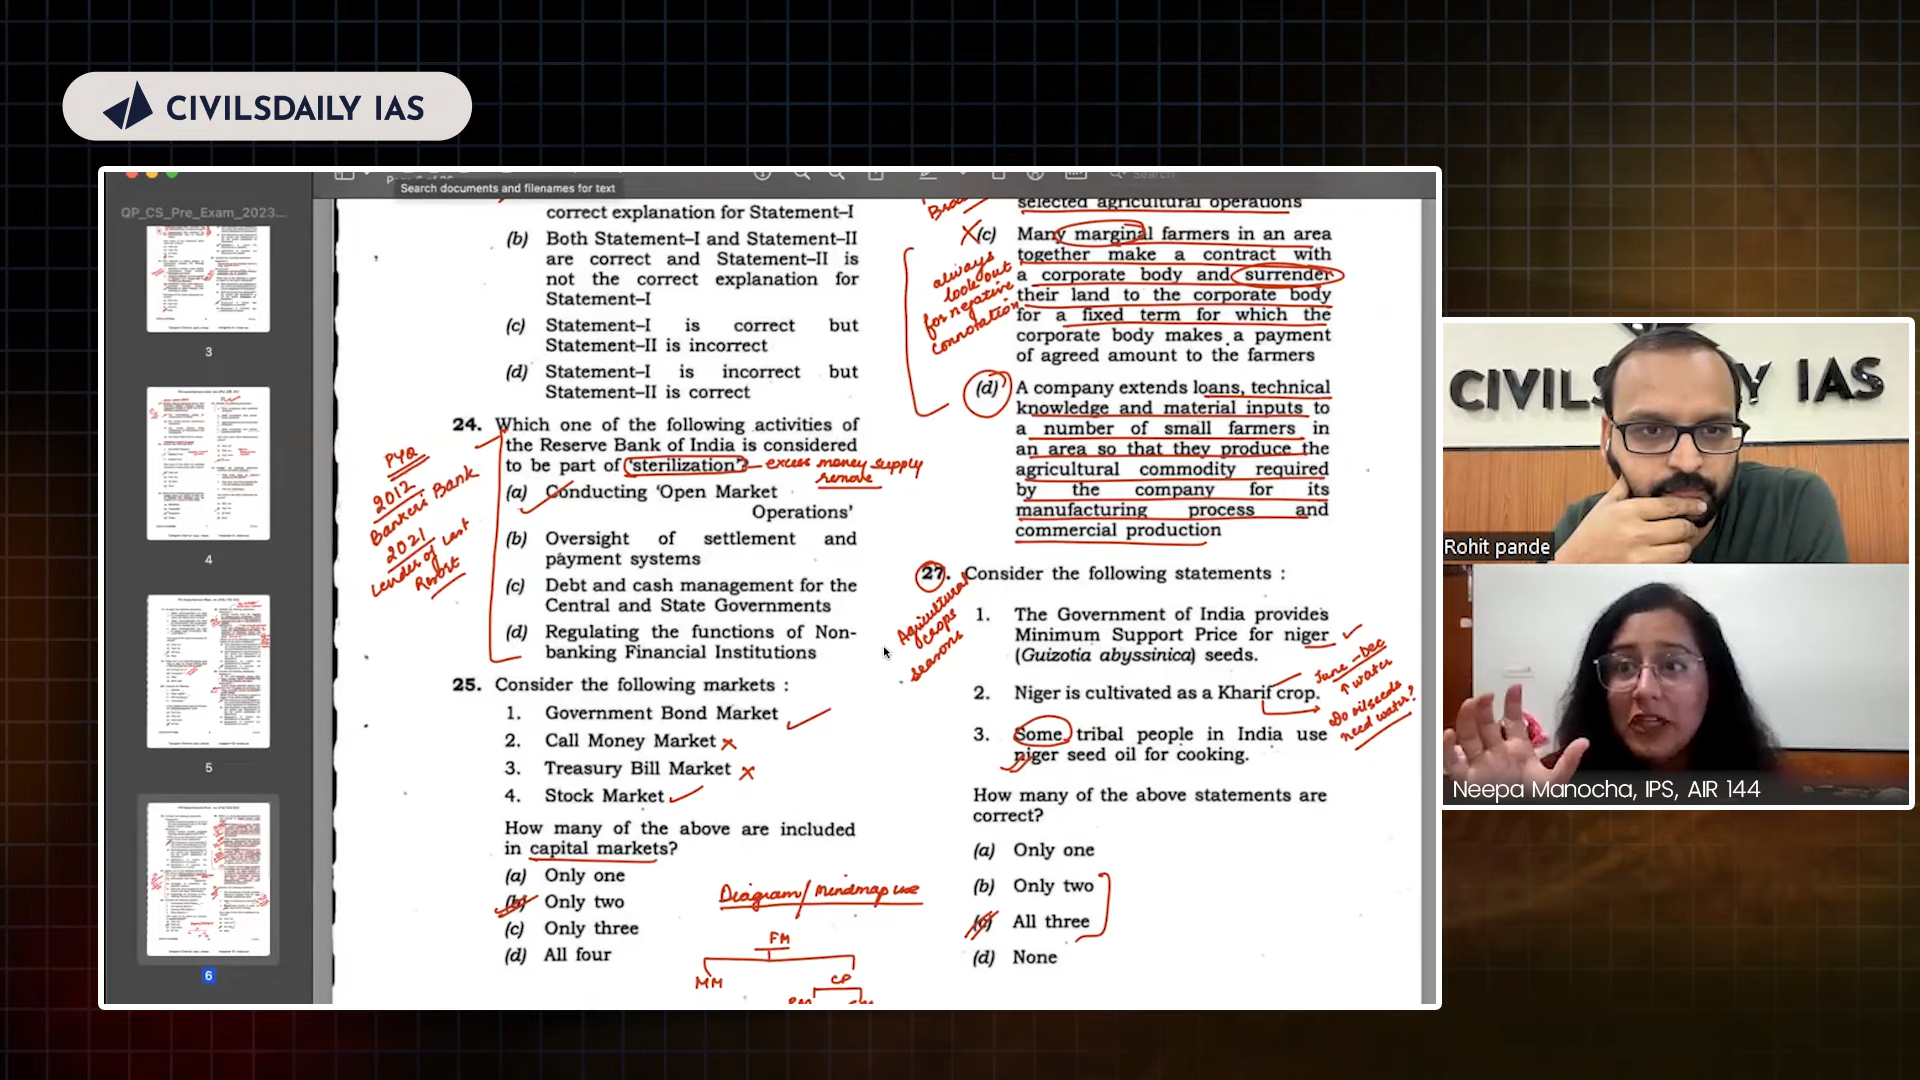 CIVILSDAILY IAS
Search documents and filenames for text
Search
QP_CS_Pre_Exam_2023...
3
4
5
6
correct explanation for Statement–I
(b) Both Statement–I and Statement–II
are correct and Statement–II is
not the correct explanation for
Statement–I
(c) Statement–I is correct but
Statement–II is incorrect
(d) Statement–I is incorrect but
Statement–II is correct
24. Which one of the following activities of
the Reserve Bank of India is considered
to be part of 'sterilization'? – excess money supply
remove
(a) Conducting 'Open Market
Operations'
(b) Oversight of settlement and
payment systems
(c) Debt and cash management for the
Central and State Governments
(d) Regulating the functions of Non-
banking Financial Institutions
PYQ
2012
Bankers Bank
2021
Lender of Last
Resort
25. Consider the following markets :
1. Government Bond Market
2. Call Money Market
3. Treasury Bill Market
4. Stock Market
How many of the above are included
in capital markets?
(a) Only one
(b) Only two
(c) Only three
(d) All four
Diagram/Mindmap use
FM
MM CP
selected agricultural operations
(c) Many marginal farmers in an area
together make a contract with
a corporate body and surrender
their land to the corporate body
for a fixed term for which the
corporate body makes a payment
of agreed amount to the farmers
always
look out
for negative
connotation
(d) A company extends loans, technical
knowledge and material inputs to
a number of small farmers in
an area so that they produce the
agricultural commodity required
by the company for its
manufacturing process and
commercial production
27. Consider the following statements :
Agricultural
crops
seasons
1. The Government of India provides
Minimum Support Price for niger
(Guizotia abyssinica) seeds.
2. Niger is cultivated as a Kharif crop.
June – Dec
↑ water
Do oilseeds
need water?
3. Some tribal people in India use
niger seed oil for cooking.
How many of the above statements are
correct?
(a) Only one
(b) Only two
(c) All three
(d) None
CIVILSDAILY IAS
Rohit pande
Neepa Manocha, IPS, AIR 144